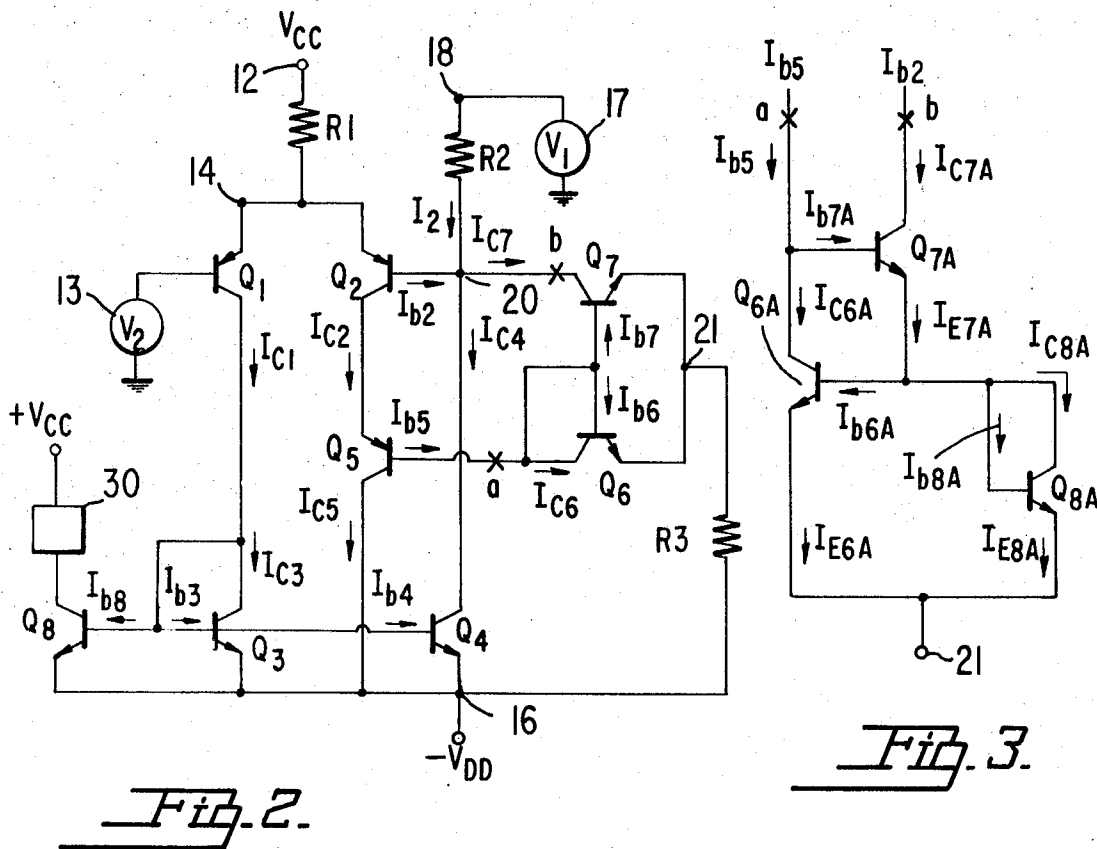 VCC
12
R1
18
17
V1
R2
14
I2
IC7
b
Q7
13
V2
Q1
Q2
Ib2
20
IC1
IC2
IC4
Ib7
21
Ib6
+VCC
Q5
Ib5
a
IC6
Q6
30
IC5
R3
IC3
Ib8
Ib3
Ib4
Q8
Q3
Q4
16
-VDD
Fig. 2.
Ib5
Ib2
a
b
Ib5
IC7A
Ib7A
Q7A
Q6A
IC6A
IE7A
IC8A
Ib6A
Ib8A
Q8A
IE6A
IE8A
21
Fig. 3.